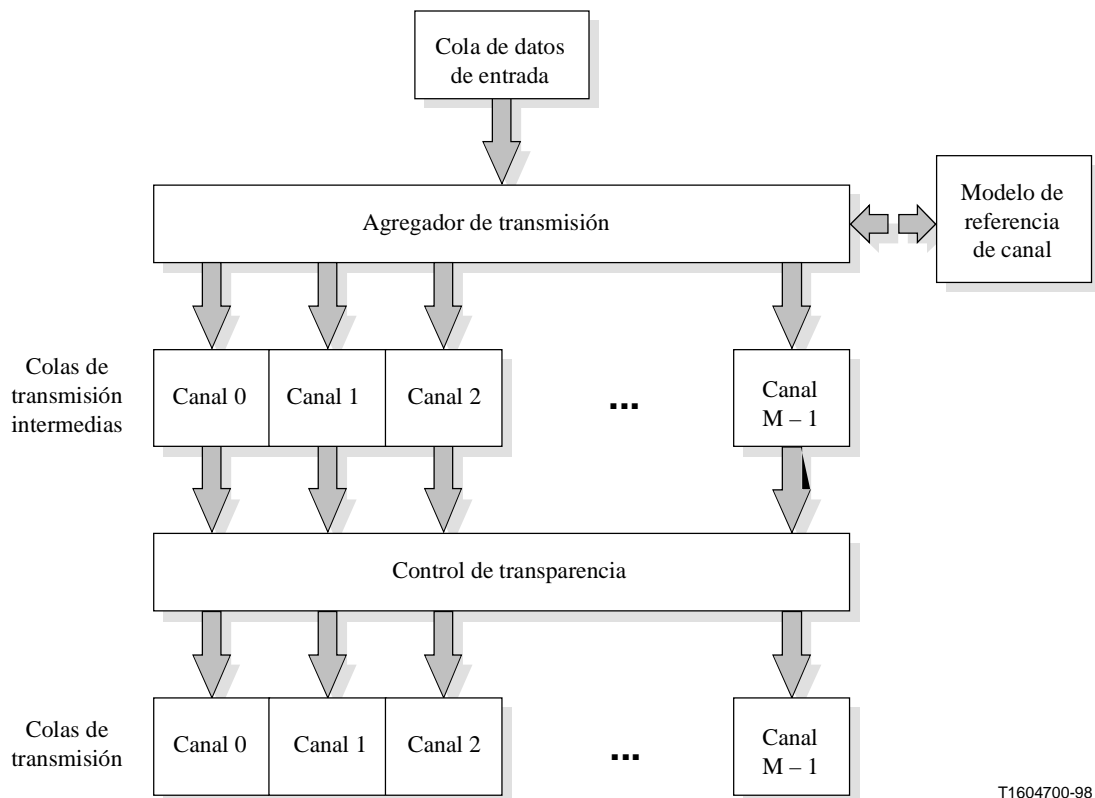 Cola de datos
de entrada
Agregador de transmisión
Modelo de
referencia
de canal
Colas de
transmisión
intermedias
Canal 0
Canal 1
Canal 2
...
Canal
M – 1
Control de transparencia
Colas de
transmisión
Canal 0
Canal 1
Canal 2
...
Canal
M – 1
T1604700-98